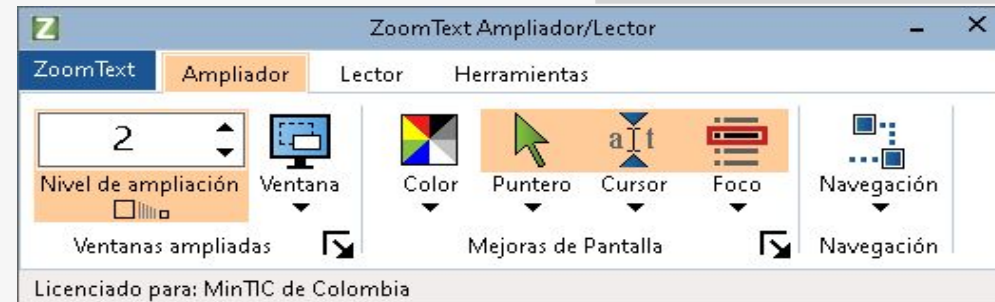 ZoomText Ampliador/Lector
ZoomText Ampliador Lector Herramientas
2
Nivel de ampliación Ventana Color Puntero Cursor Foco Navegación
Ventanas ampliadas Mejoras de Pantalla Navegación
Licenciado para: MinTIC de Colombia